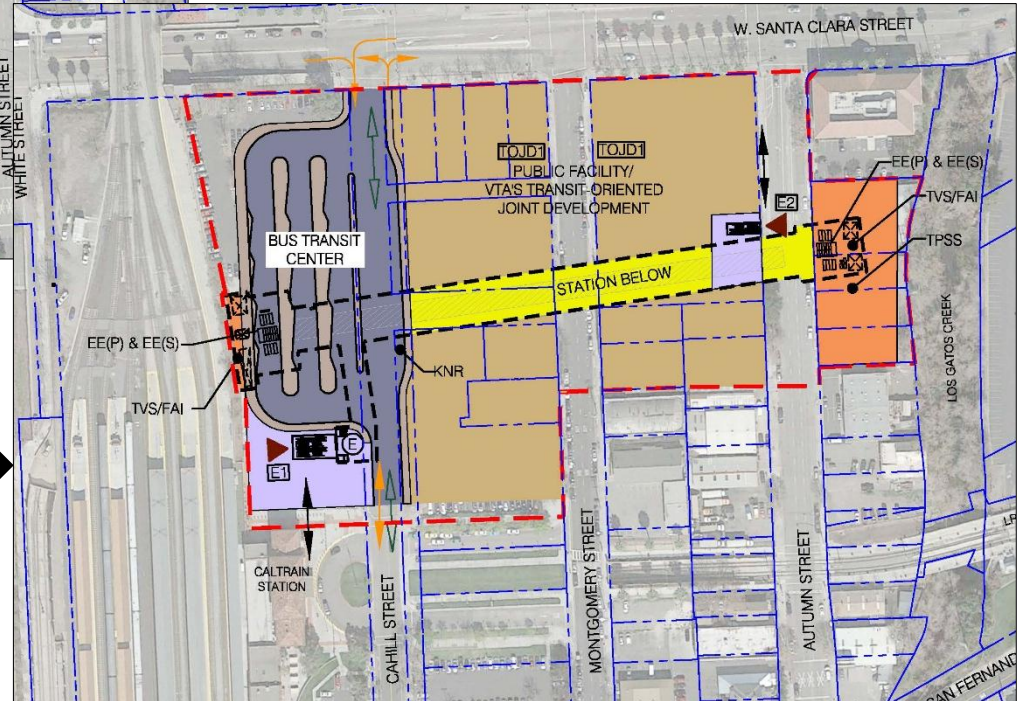 W. SANTA CLARA STREET
AUTUMN STREET
WHITE STREET
TOJD1
TOJD1
PUBLIC FACILITY/
VTA'S TRANSIT-ORIENTED
JOINT DEVELOPMENT
EE(P) & EE(S)
TVS/FAI
E2
TPSS
BUS TRANSIT
CENTER
STATION BELOW
EE(P) & EE(S)
KNR
TVS/FAI
LOS GATOS CREEK
E
E1
CALTRAIN
STATION
CAHILL STREET
MONTGOMERY STREET
AUTUMN STREET
SAN FERNAND